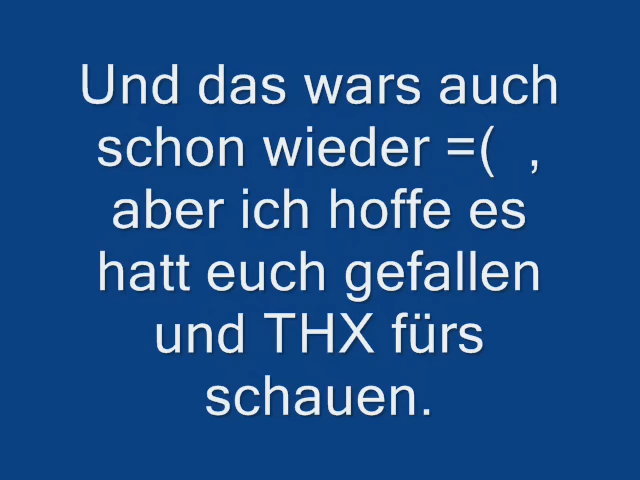 Und das wars auch
schon wieder =(  ,
aber ich hoffe es
hatt euch gefallen
und THX fürs
schauen.